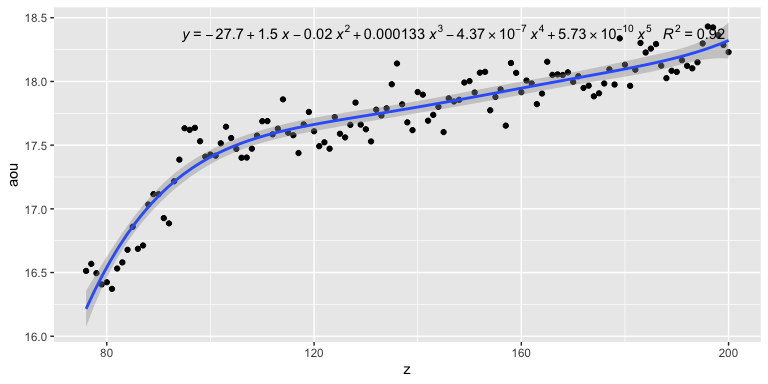 y = −27.7 + 1.5 x − 0.02 x² + 0.000133 x³ − 4.37 × 10⁻⁷ x⁴ + 5.73 × 10⁻¹⁰ x⁵   R² = 0.92
18.5
18.0
17.5
17.0
16.5
16.0
aou
80 120 160 200
z